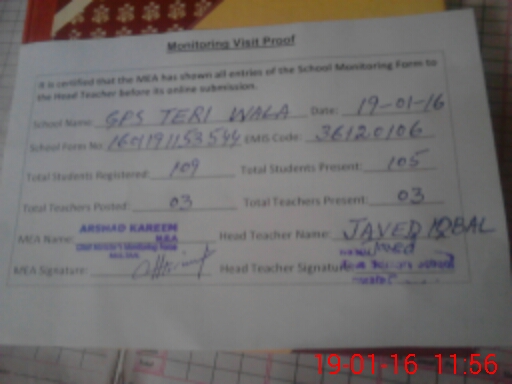 Monitoring Visit Proof
It is certified that the MEA has shown all entries of the School Monitoring Form to
the Head Teacher before its online submission.
School Name: GPS TERI WALA Date: 19-01-16
School Form No: EMIS Code: 36120106
Total Students Registered: 109 Total Students Present: 105
Total Teachers Posted: 03 Total Teachers Present: 03
MEA Name: ARSHAD KAREEM Head Teacher Name: JAVED IQBAL
MEA
MEA Signature: Head Teacher Signature:
19-01-16 11:56